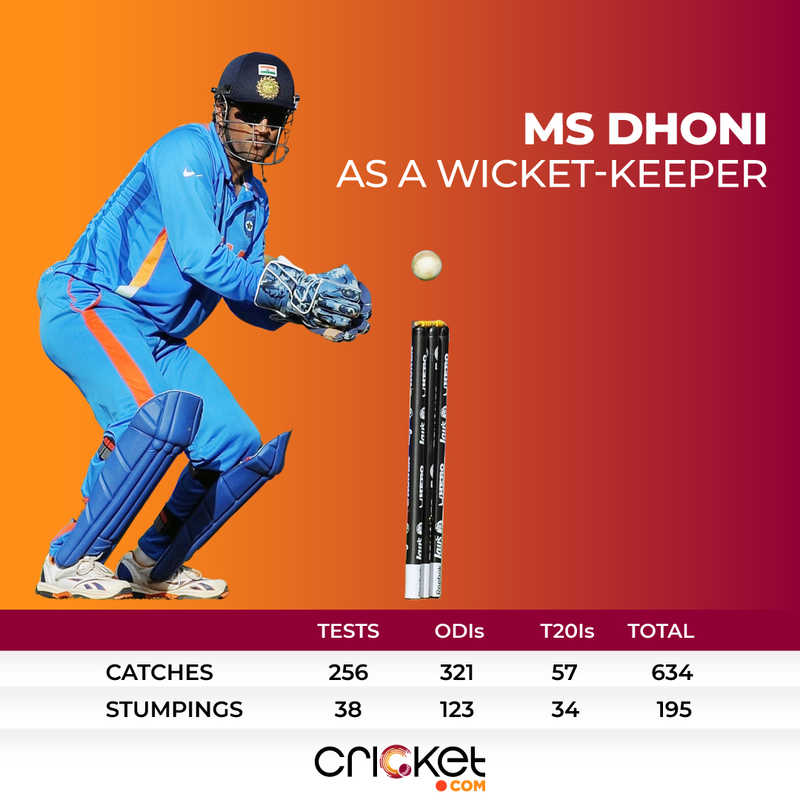 MS DHONI
AS A WICKET-KEEPER
TESTS ODIs T20Is TOTAL
CATCHES 256 321 57 634
STUMPINGS 38 123 34 195
cricket
.COM